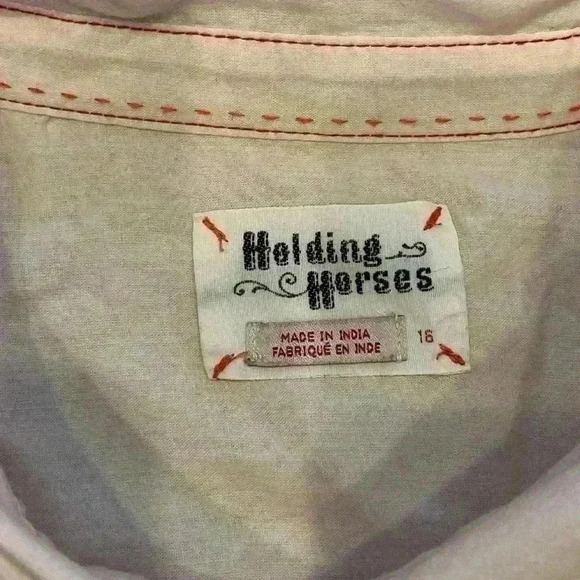 Holding
Horses
MADE IN INDIA
FABRIQUÉ EN INDE
16